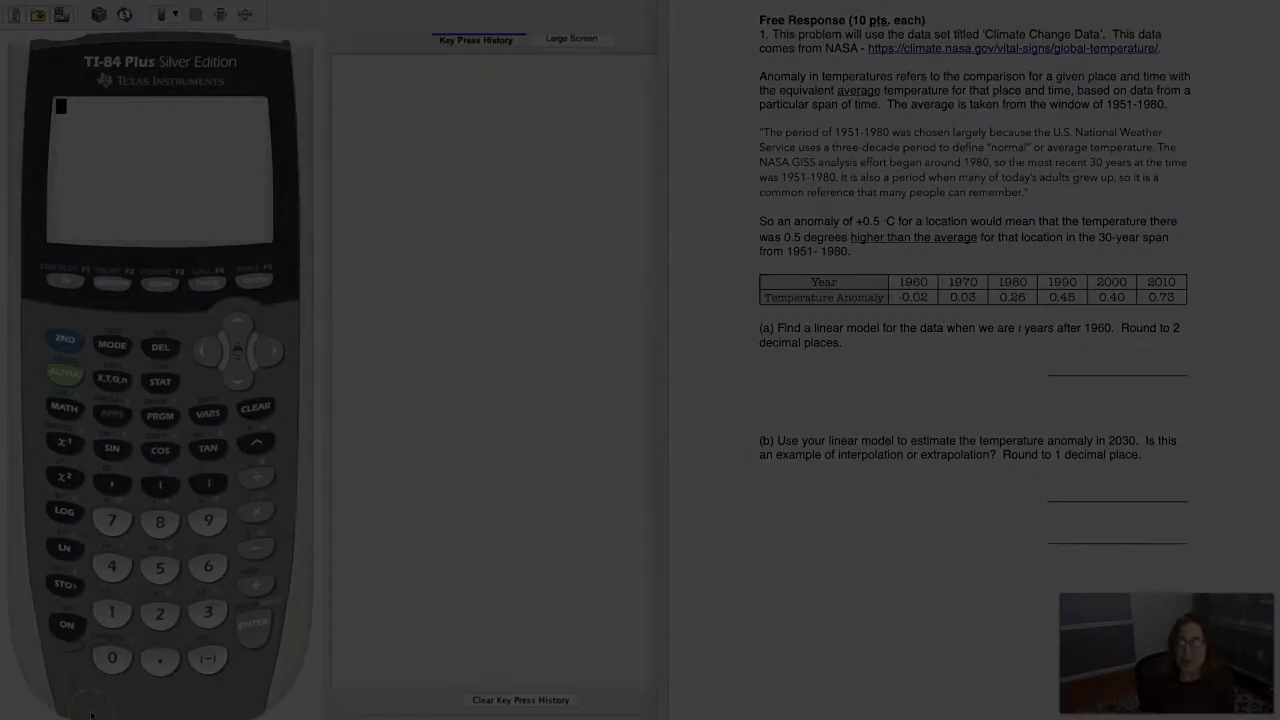 Key Press History
Large Screen
TI-84 Plus Silver Edition
TEXAS INSTRUMENTS
STAT PLOT F1 TBLSET F2 FORMAT F3 CALC F4 TABLE F5
2ND MODE DEL
ALPHA X,T,Θ,n STAT
MATH APPS PRGM VARS CLEAR
X⁻¹ SIN COS TAN ^
X² , ( ) ÷
LOG 7 8 9 ×
LN 4 5 6 −
STO› 1 2 3 +
ON 0 . (−) ENTER
Clear Key Press History
Free Response (10 pts. each)
1. This problem will use the data set titled ‘Climate Change Data’. This data
comes from NASA - https://climate.nasa.gov/vital-signs/global-temperature/.
Anomaly in temperatures refers to the comparison for a given place and time with
the equivalent average temperature for that place and time, based on data from a
particular span of time. The average is taken from the window of 1951-1980.
"The period of 1951-1980 was chosen largely because the U.S. National Weather
Service uses a three-decade period to define “normal” or average temperature. The
NASA GISS analysis effort began around 1980, so the most recent 30 years at the time
was 1951-1980. It is also a period when many of today’s adults grew up, so it is a
common reference that many people can remember."
So an anomaly of +0.5 °C for a location would mean that the temperature there
was 0.5 degrees higher than the average for that location in the 30-year span
from 1951- 1980.
Year 1960 1970 1980 1990 2000 2010
Temperature Anomaly -0.02 0.03 0.26 0.45 0.40 0.73
(a) Find a linear model for the data when we are t years after 1960. Round to 2
decimal places.
(b) Use your linear model to estimate the temperature anomaly in 2030. Is this
an example of interpolation or extrapolation? Round to 1 decimal place.